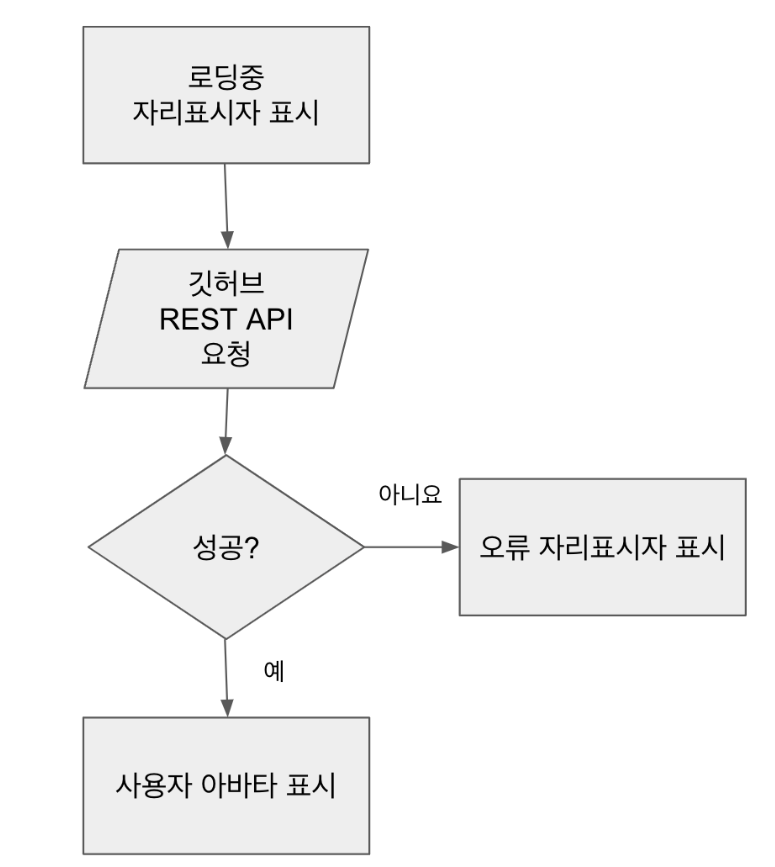 로딩중
자리표시자 표시
깃허브
REST API
요청
성공?
아니요
오류 자리표시자 표시
예
사용자 아바타 표시